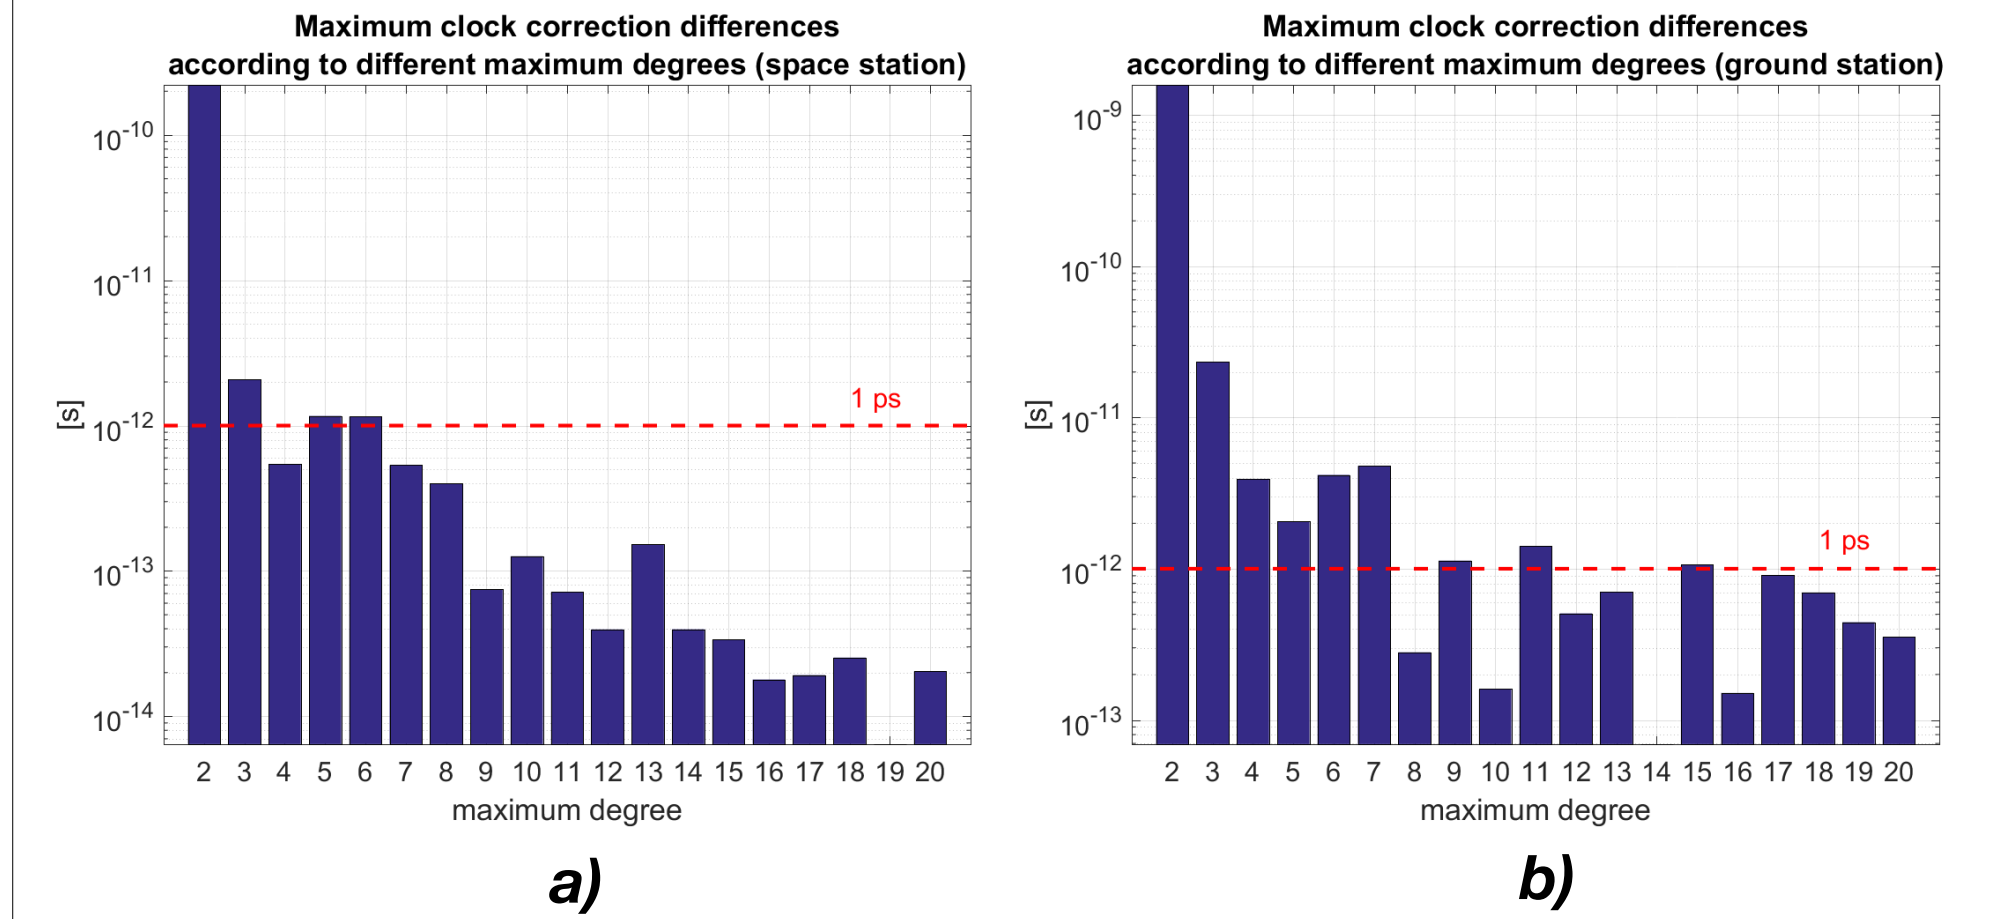 Maximum clock correction differences
according to different maximum degrees (space station)
10^-10
10^-11
10^-12
10^-13
10^-14
[s]
1 ps
2 3 4 5 6 7 8 9 10 11 12 13 14 15 16 17 18 19 20
maximum degree
a)
Maximum clock correction differences
according to different maximum degrees (ground station)
10^-9
10^-10
10^-11
10^-12
10^-13
[s]
1 ps
2 3 4 5 6 7 8 9 10 11 12 13 14 15 16 17 18 19 20
maximum degree
b)